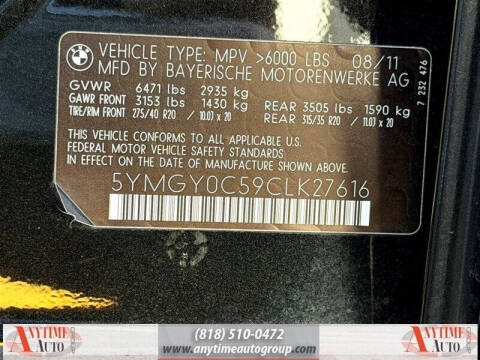 VEHICLE TYPE: MPV >6000 LBS 08/11
MFD BY BAYERISCHE MOTORENWERKE AG
GVWR 6471 lbs 2935 kg
GAWR FRONT 3153 lbs 1430 kg REAR 3505 lbs 1590 kg
TIRE/RIM FRONT 275/40 R20 / 10.0J x 20 REAR 315/35 R20 / 11.0J x 20
THIS VEHICLE CONFORMS TO ALL APPLICABLE U.S.
FEDERAL MOTOR VEHICLE SAFETY STANDARDS IN EFFECT
ON THE DATE OF MANUFACTURE SHOWN ABOVE.
5YMGY0C59CLK27616
7 232 476
ANYTIME AUTO GROUP
(818) 510-0472
www.anytimeautogroup.com
ANYTIME AUTO GROUP